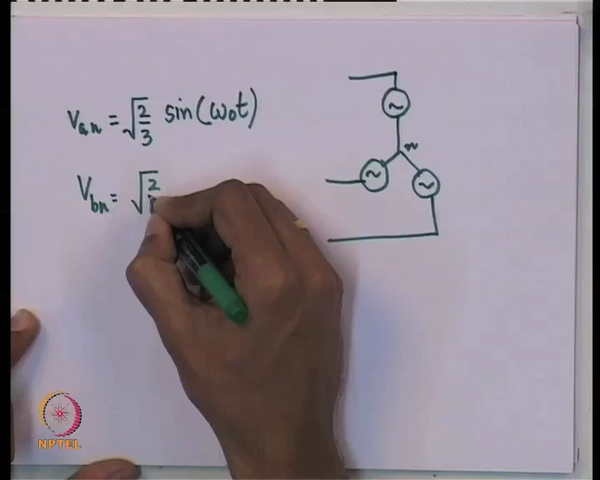 Van = √2/3 sin(ω0t)
Vbn = √2
n
NPTEL